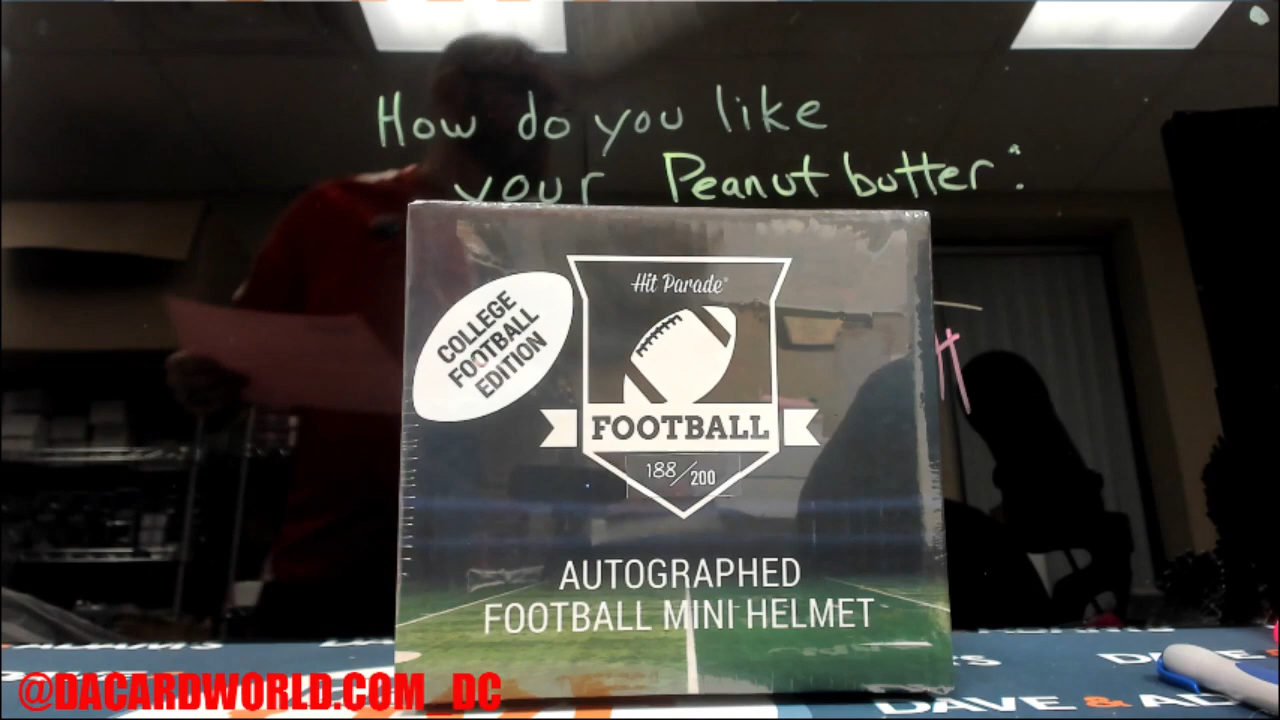 How do you like
your Peanut butter:
Hit Parade®
COLLEGE
FOOTBALL
EDITION
FOOTBALL
188/200
AUTOGRAPHED
FOOTBALL MINI HELMET
DAVE & AD
@DACARDWORLD.COM_DC